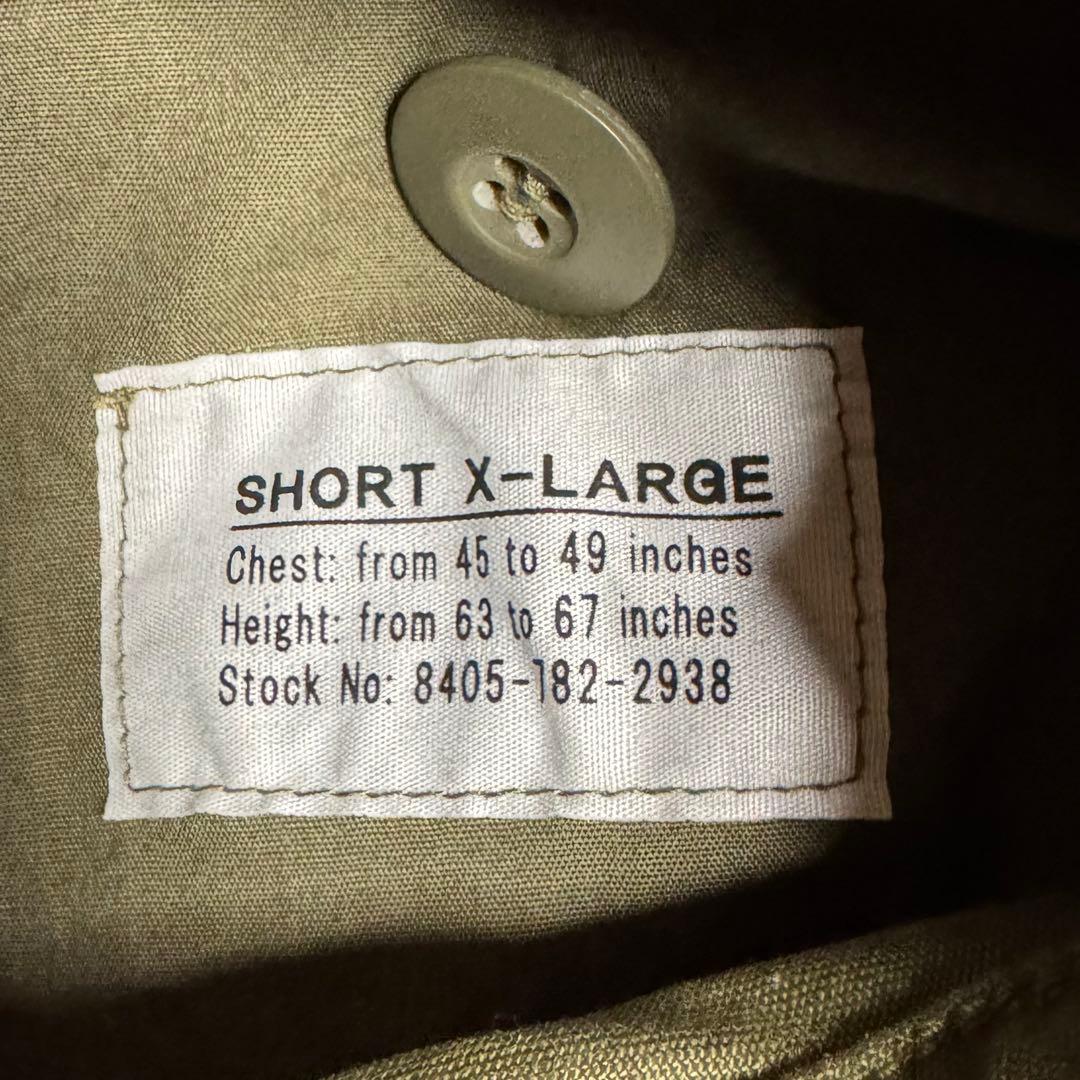 SHORT X-LARGE
Chest: from 45 to 49 inches
Height: from 63 to 67 inches
Stock No: 8405-182-2938